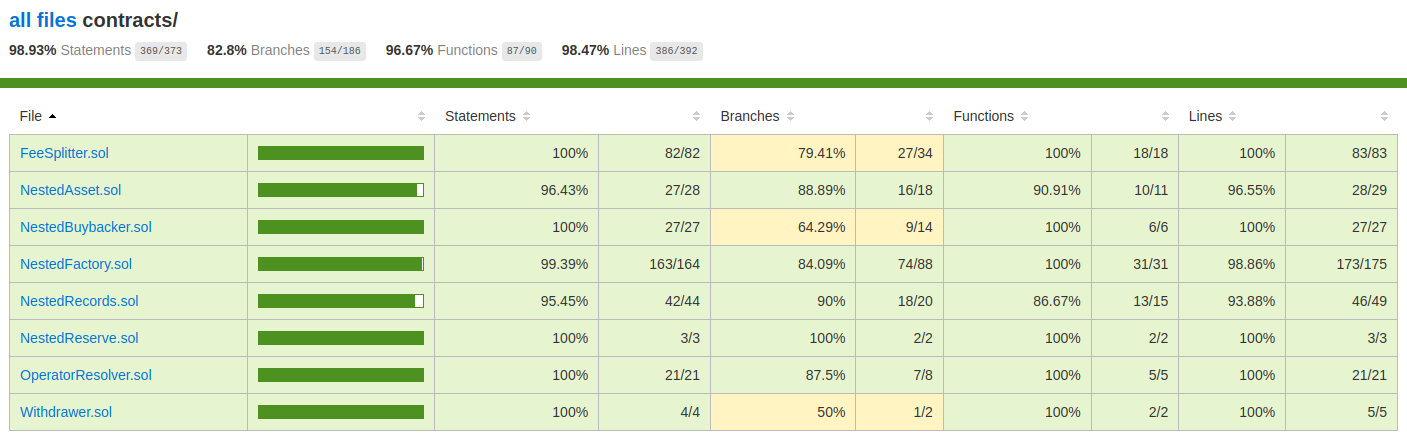 all files contracts/
98.93% Statements 369/373 82.8% Branches 154/186 96.67% Functions 87/90 98.47% Lines 386/392
File Statements Branches Functions Lines
FeeSplitter.sol 100% 82/82 79.41% 27/34 100% 18/18 100% 83/83
NestedAsset.sol 96.43% 27/28 88.89% 16/18 90.91% 10/11 96.55% 28/29
NestedBuybacker.sol 100% 27/27 64.29% 9/14 100% 6/6 100% 27/27
NestedFactory.sol 99.39% 163/164 84.09% 74/88 100% 31/31 98.86% 173/175
NestedRecords.sol 95.45% 42/44 90% 18/20 86.67% 13/15 93.88% 46/49
NestedReserve.sol 100% 3/3 100% 2/2 100% 2/2 100% 3/3
OperatorResolver.sol 100% 21/21 87.5% 7/8 100% 5/5 100% 21/21
Withdrawer.sol 100% 4/4 50% 1/2 100% 2/2 100% 5/5